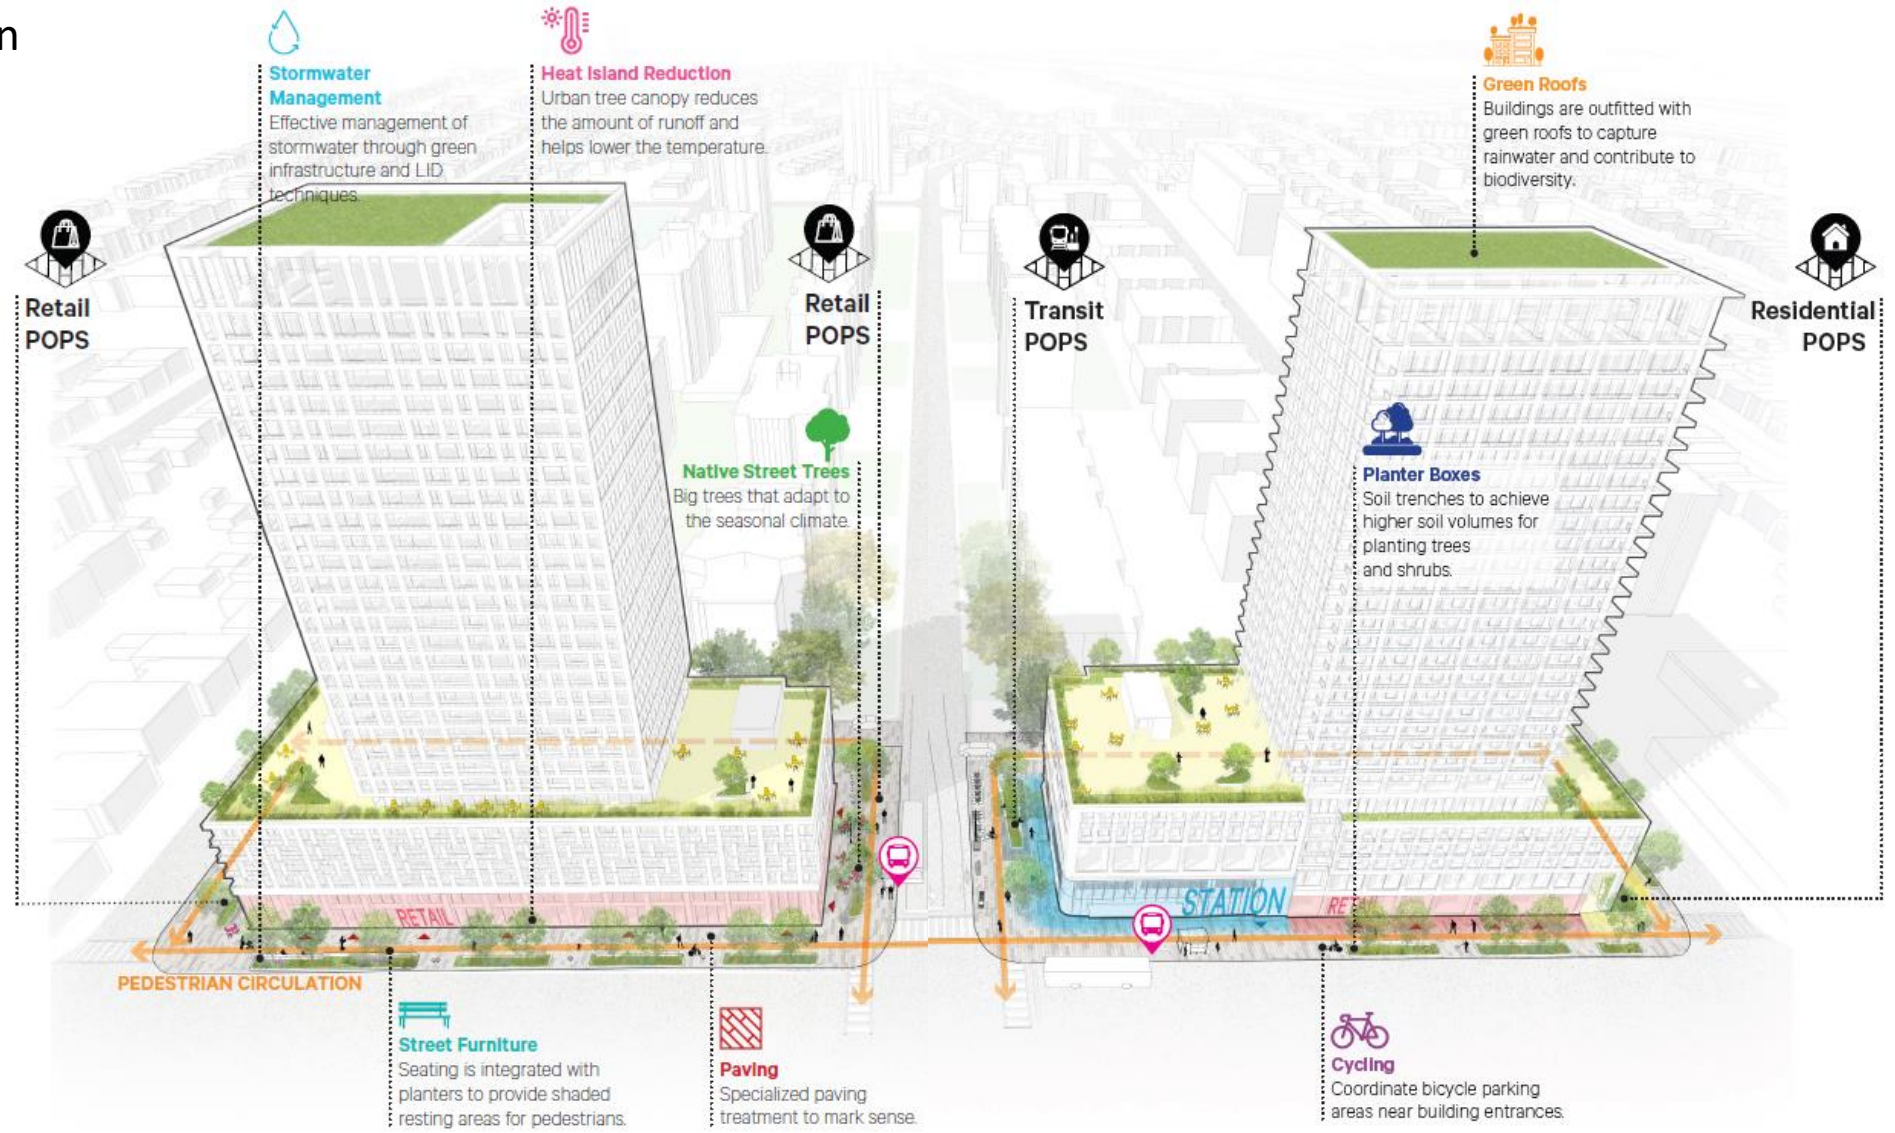 n
Stormwater
Management
Effective management of
stormwater through green
infrastructure and LID
techniques.
Heat Island Reduction
Urban tree canopy reduces
the amount of runoff and
helps lower the temperature.
Green Roofs
Buildings are outfitted with
green roofs to capture
rainwater and contribute to
biodiversity.
Retail
POPS
Retail
POPS
Transit
POPS
Residential
POPS
Native Street Trees
Big trees that adapt to
the seasonal climate.
Planter Boxes
Soil trenches to achieve
higher soil volumes for
planting trees
and shrubs.
RETAIL
STATION
RETAIL
PEDESTRIAN CIRCULATION
Street Furniture
Seating is integrated with
planters to provide shaded
resting areas for pedestrians.
Paving
Specialized paving
treatment to mark sense.
Cycling
Coordinate bicycle parking
areas near building entrances.